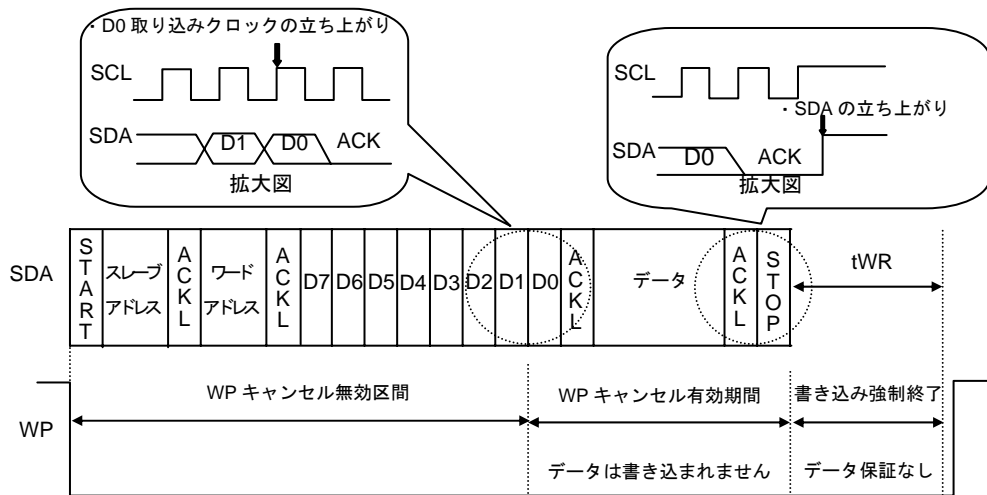 ・D0 取り込みクロックの立ち上がり
SCL
SDA
D1
D0
ACK
拡大図
SCL
・SDA の立ち上がり
SDA
D0
ACK
拡大図
SDA
START
スレーブ
アドレス
ACKL
ワード
アドレス
ACKL
D7
D6
D5
D4
D3
D2
D1
D0
ACKL
データ
ACKL
STOP
tWR
WP
WP キャンセル無効区間
WP キャンセル有効期間
書き込み強制終了
データは書き込まれません
データ保証なし